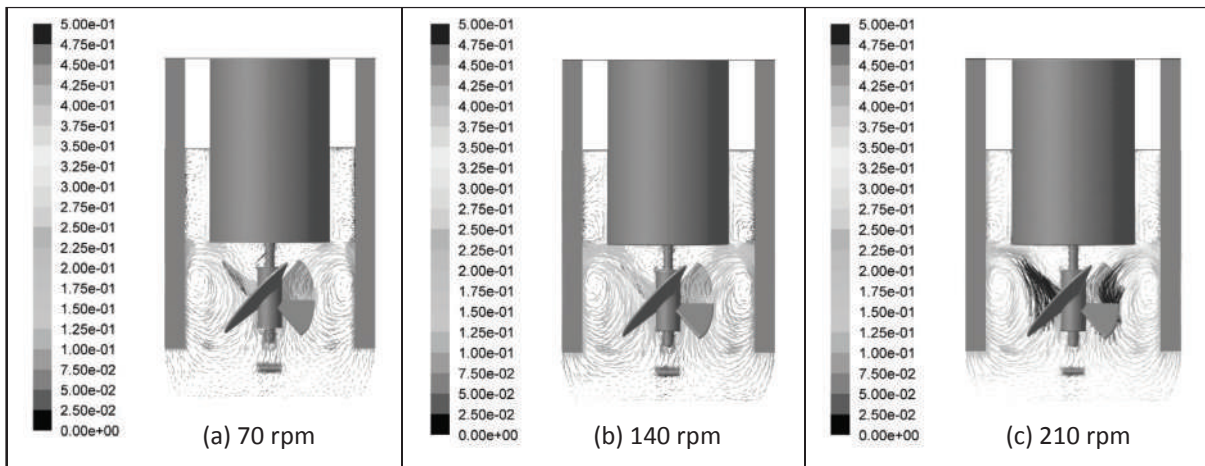 5.00e-01
4.75e-01
4.50e-01
4.25e-01
4.00e-01
3.75e-01
3.50e-01
3.25e-01
3.00e-01
2.75e-01
2.50e-01
2.25e-01
2.00e-01
1.75e-01
1.50e-01
1.25e-01
1.00e-01
7.50e-02
5.00e-02
2.50e-02
0.00e+00
(a) 70 rpm
5.00e-01
4.75e-01
4.50e-01
4.25e-01
4.00e-01
3.75e-01
3.50e-01
3.25e-01
3.00e-01
2.75e-01
2.50e-01
2.25e-01
2.00e-01
1.75e-01
1.50e-01
1.25e-01
1.00e-01
7.50e-02
5.00e-02
2.50e-02
0.00e+00
(b) 140 rpm
5.00e-01
4.75e-01
4.50e-01
4.25e-01
4.00e-01
3.75e-01
3.50e-01
3.25e-01
3.00e-01
2.75e-01
2.50e-01
2.25e-01
2.00e-01
1.75e-01
1.50e-01
1.25e-01
1.00e-01
7.50e-02
5.00e-02
2.50e-02
0.00e+00
(c) 210 rpm